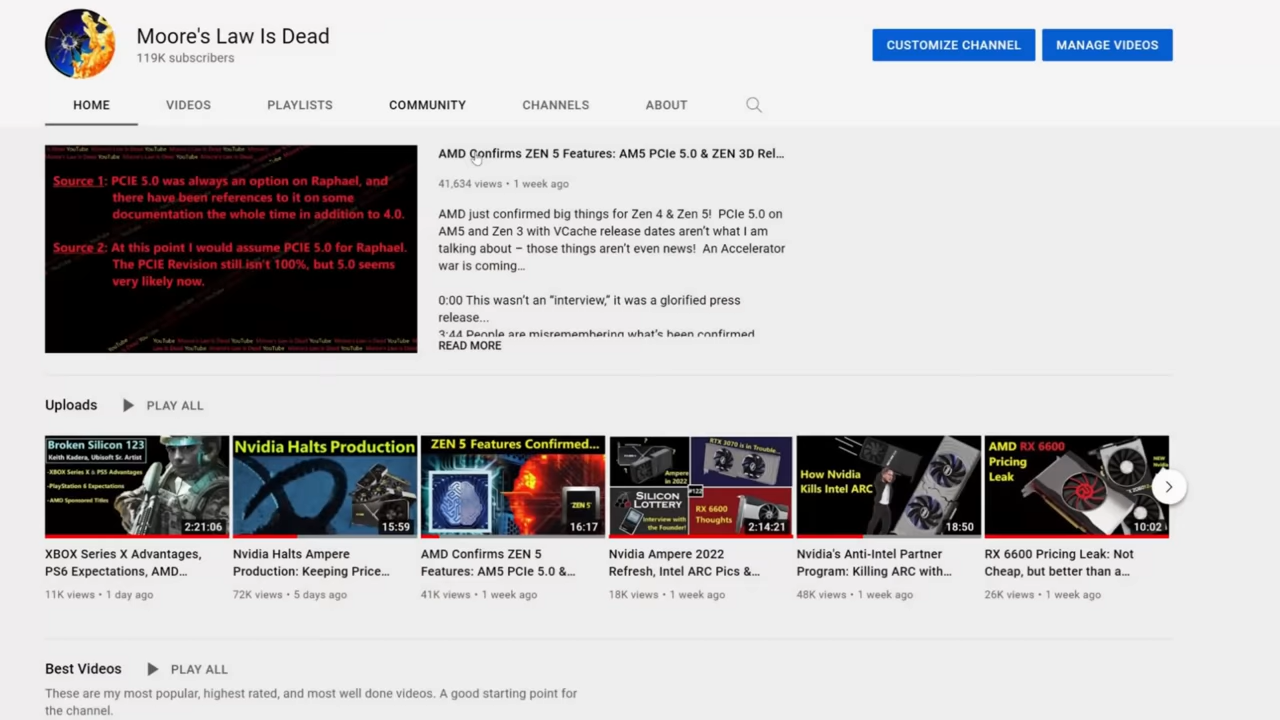 Moore's Law Is Dead
119K subscribers
CUSTOMIZE CHANNEL
MANAGE VIDEOS
HOME
VIDEOS
PLAYLISTS
COMMUNITY
CHANNELS
ABOUT
Source 1: PCIE 5.0 was always an option on Raphael, and
there have been references to it on some
documentation the whole time in addition to 4.0.
Source 2: At this point I would assume PCIE 5.0 for Raphael.
The PCIE Revision still isn't 100%, but 5.0 seems
very likely now.
AMD Confirms ZEN 5 Features: AM5 PCIe 5.0 & ZEN 3D Rel...
41,634 views • 1 week ago
AMD just confirmed big things for Zen 4 & Zen 5! PCIe 5.0 on
AM5 and Zen 3 with VCache release dates aren't what I am
talking about – those things aren't even news! An Accelerator
war is coming...
0:00 This wasn't an “interview,” it was a glorified press
release...
3:44 People are misremembering what's been confirmed
READ MORE
Uploads
PLAY ALL
Broken Silicon 123
Keith Kadera, Ubisoft Sr. Artist
-XBOX Series X & PS5 Advantages
-PlayStation 6 Expectations
-AMD Sponsored Titles
2:21:06
Nvidia Halts Production
15:59
ZEN 5 Features Confirmed...
ZEN 5
16:17
Ampere
in 2022
RTX 3070 is in Trouble...
#122
SILICON
LOTTERY
Interview with
the Founder!
RX 6600
Thoughts
2:14:21
How Nvidia
Kills Intel ARC
18:50
AMD RX 6600
Pricing
Leak
10:02
XBOX Series X Advantages,
PS6 Expectations, AMD...
11K views • 1 day ago
Nvidia Halts Ampere
Production: Keeping Price...
72K views • 5 days ago
AMD Confirms ZEN 5
Features: AM5 PCIe 5.0 &...
41K views • 1 week ago
Nvidia Ampere 2022
Refresh, Intel ARC Pics &...
18K views • 1 week ago
Nvidia's Anti-Intel Partner
Program: Killing ARC with...
48K views • 1 week ago
RX 6600 Pricing Leak: Not
Cheap, but better than a...
26K views • 1 week ago
Best Videos
PLAY ALL
These are my most popular, highest rated, and most well done videos. A good starting point for
the channel.